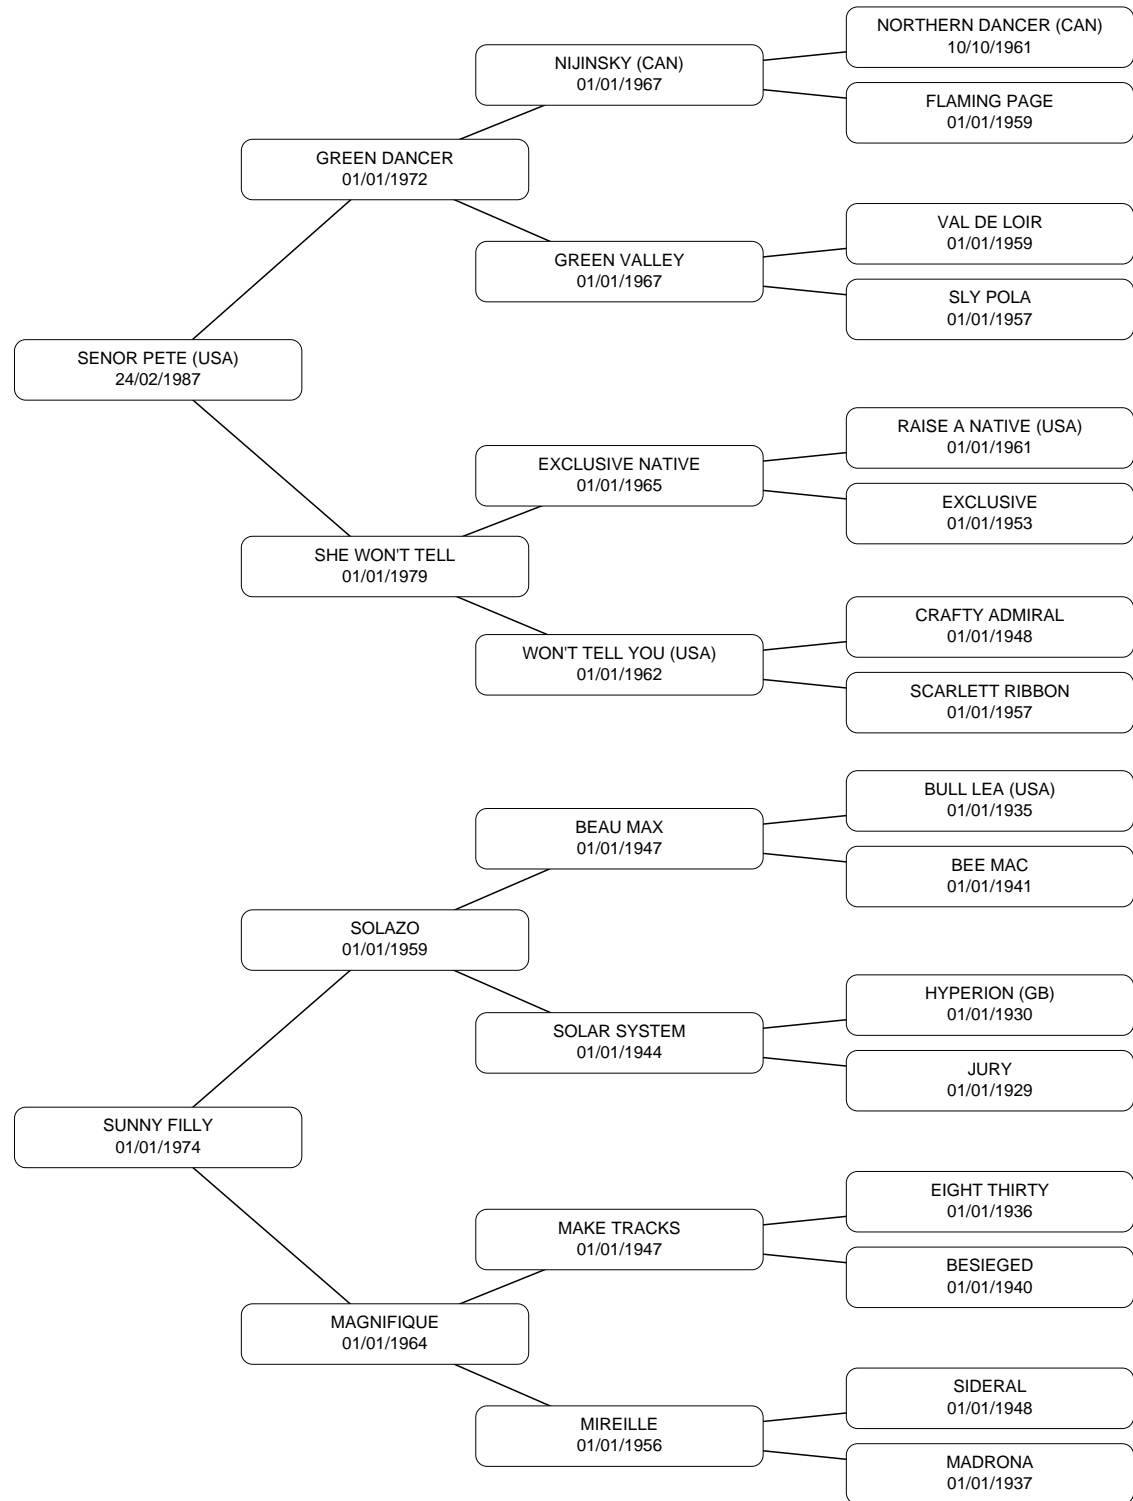 NORTHERN DANCER (CAN)
10/10/1961
NIJINSKY (CAN)
01/01/1967
FLAMING PAGE
01/01/1959
GREEN DANCER
01/01/1972
VAL DE LOIR
01/01/1959
GREEN VALLEY
01/01/1967
SLY POLA
01/01/1957
SENOR PETE (USA)
24/02/1987
RAISE A NATIVE (USA)
01/01/1961
EXCLUSIVE NATIVE
01/01/1965
EXCLUSIVE
01/01/1953
SHE WON'T TELL
01/01/1979
CRAFTY ADMIRAL
01/01/1948
WON'T TELL YOU (USA)
01/01/1962
SCARLETT RIBBON
01/01/1957
BULL LEA (USA)
01/01/1935
BEAU MAX
01/01/1947
BEE MAC
01/01/1941
SOLAZO
01/01/1959
HYPERION (GB)
01/01/1930
SOLAR SYSTEM
01/01/1944
JURY
01/01/1929
SUNNY FILLY
01/01/1974
EIGHT THIRTY
01/01/1936
MAKE TRACKS
01/01/1947
BESIEGED
01/01/1940
MAGNIFIQUE
01/01/1964
SIDERAL
01/01/1948
MIREILLE
01/01/1956
MADRONA
01/01/1937